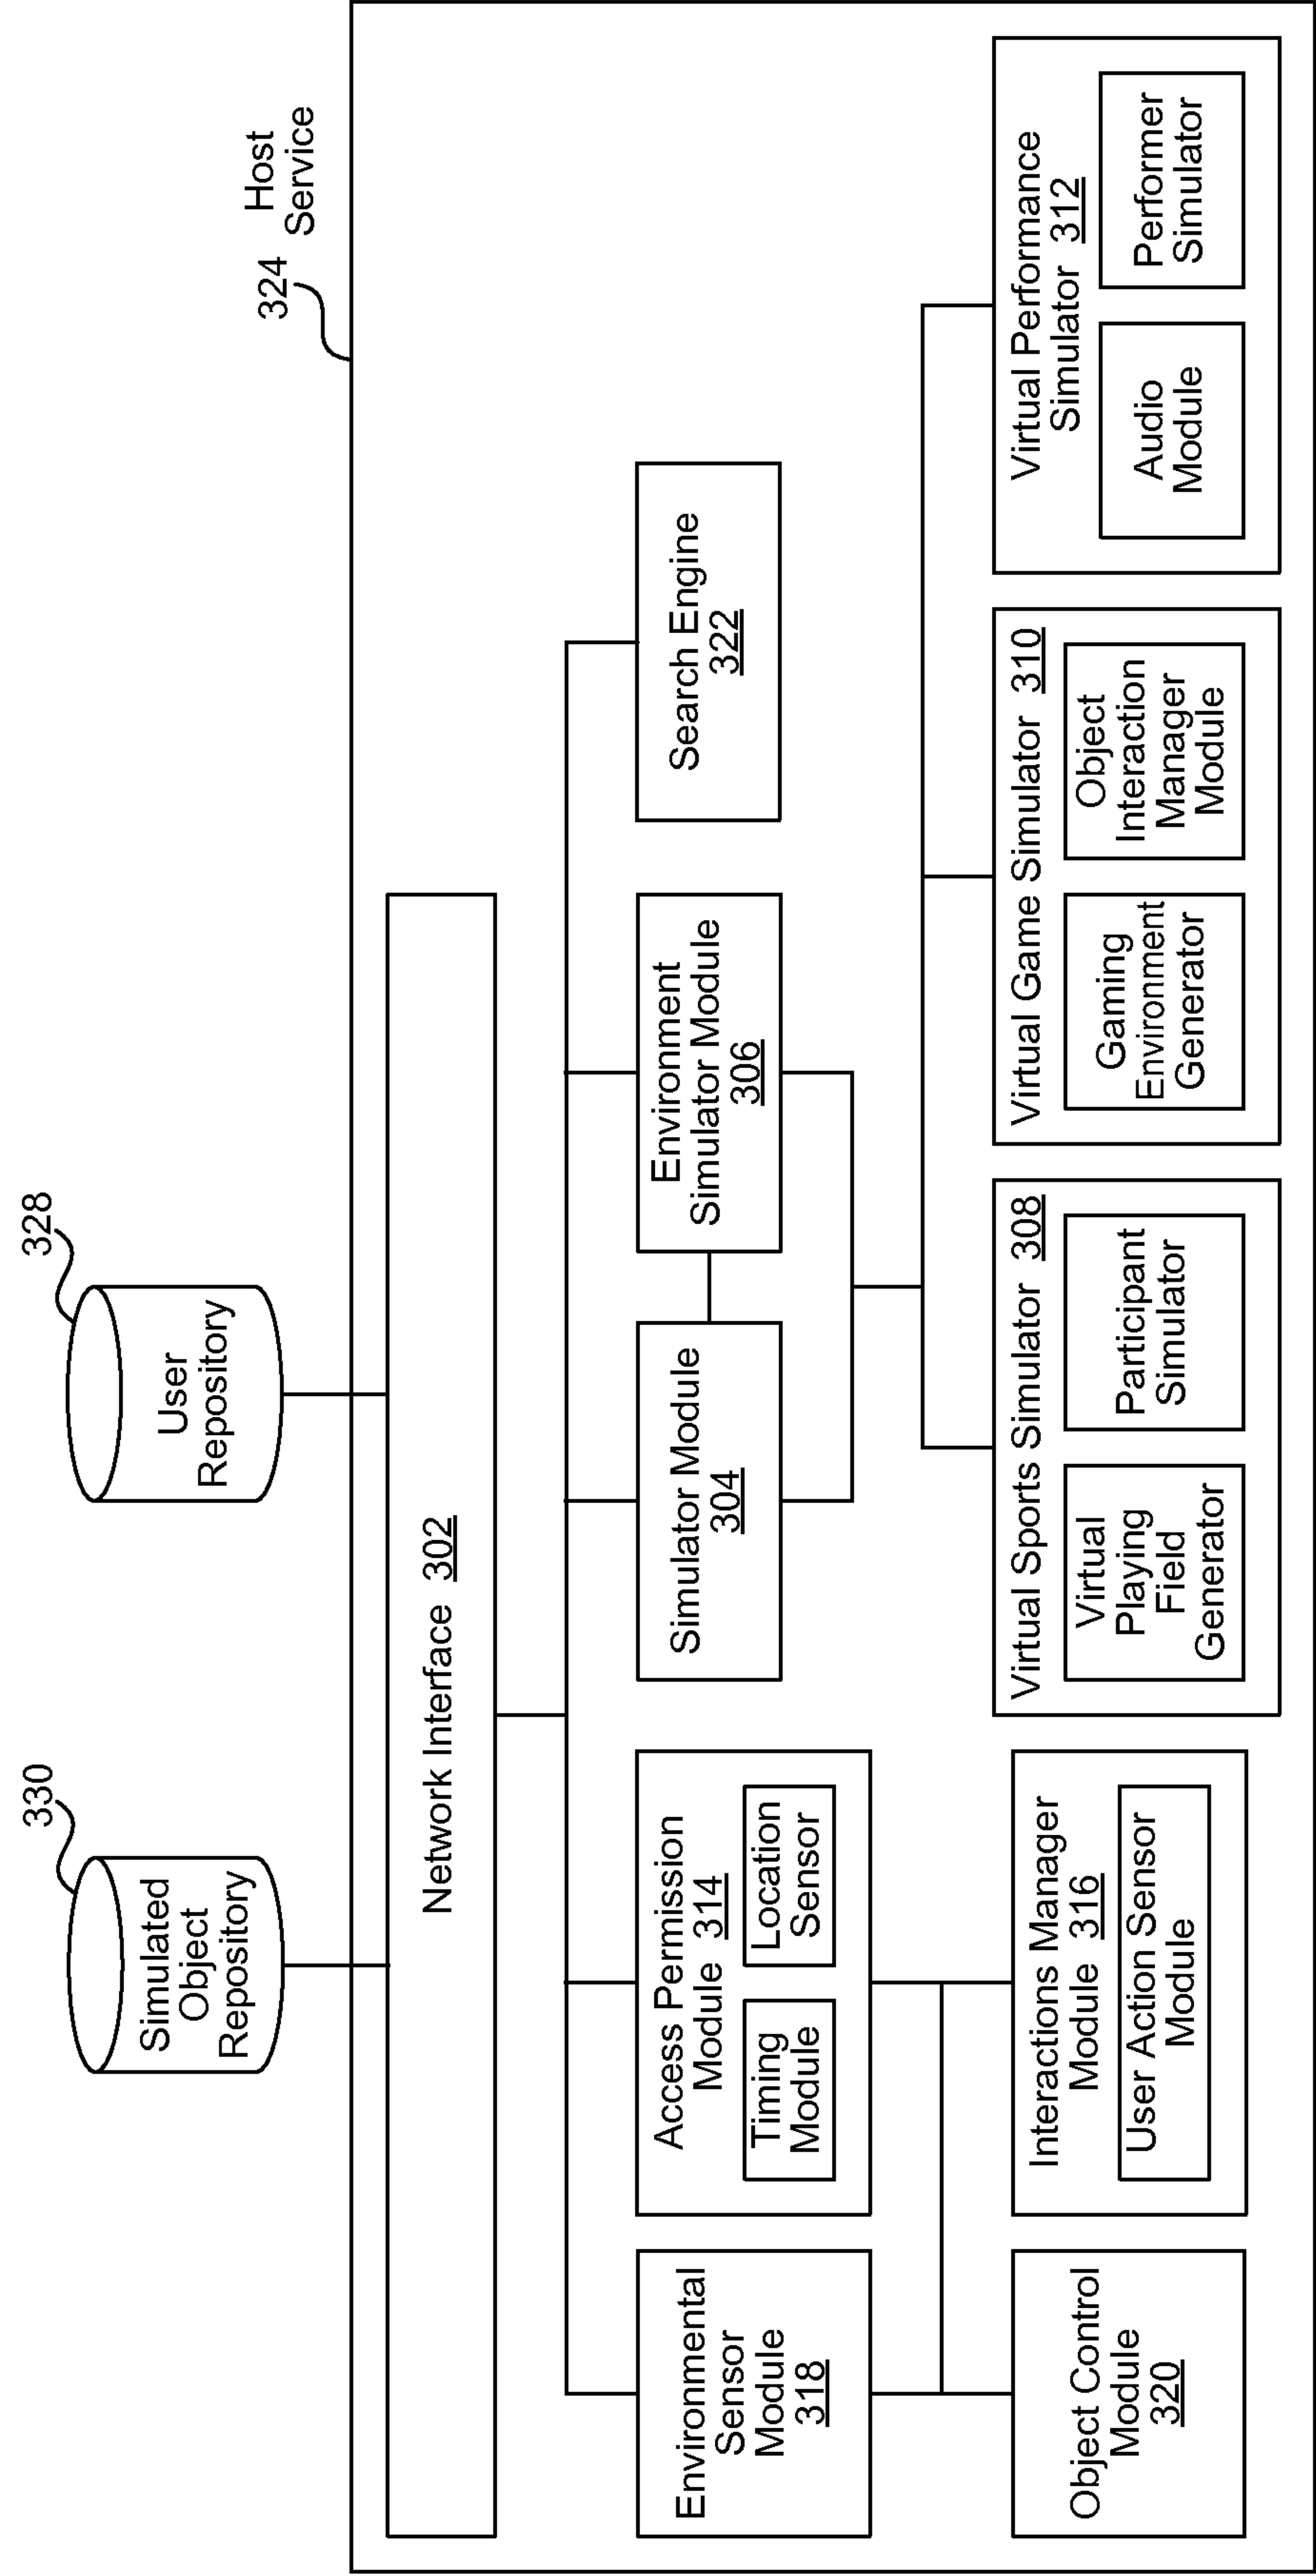 330
Simulated
Object
Repository
328
User
Repository
324
Host
Service
Network Interface 302
Environmental
Sensor
Module
318
Access Permission
Module 314
Timing
Module
Location
Sensor
Simulator Module
304
Environment
Simulator Module
306
Search Engine
322
Object Control
Module
320
Interactions Manager
Module 316
User Action Sensor
Module
Virtual Sports Simulator 308
Virtual
Playing
Field
Generator
Participant
Simulator
Virtual Game Simulator 310
Gaming
Environment
Generator
Object
Interaction
Manager
Module
Virtual Performance
Simulator 312
Audio
Module
Performer
Simulator